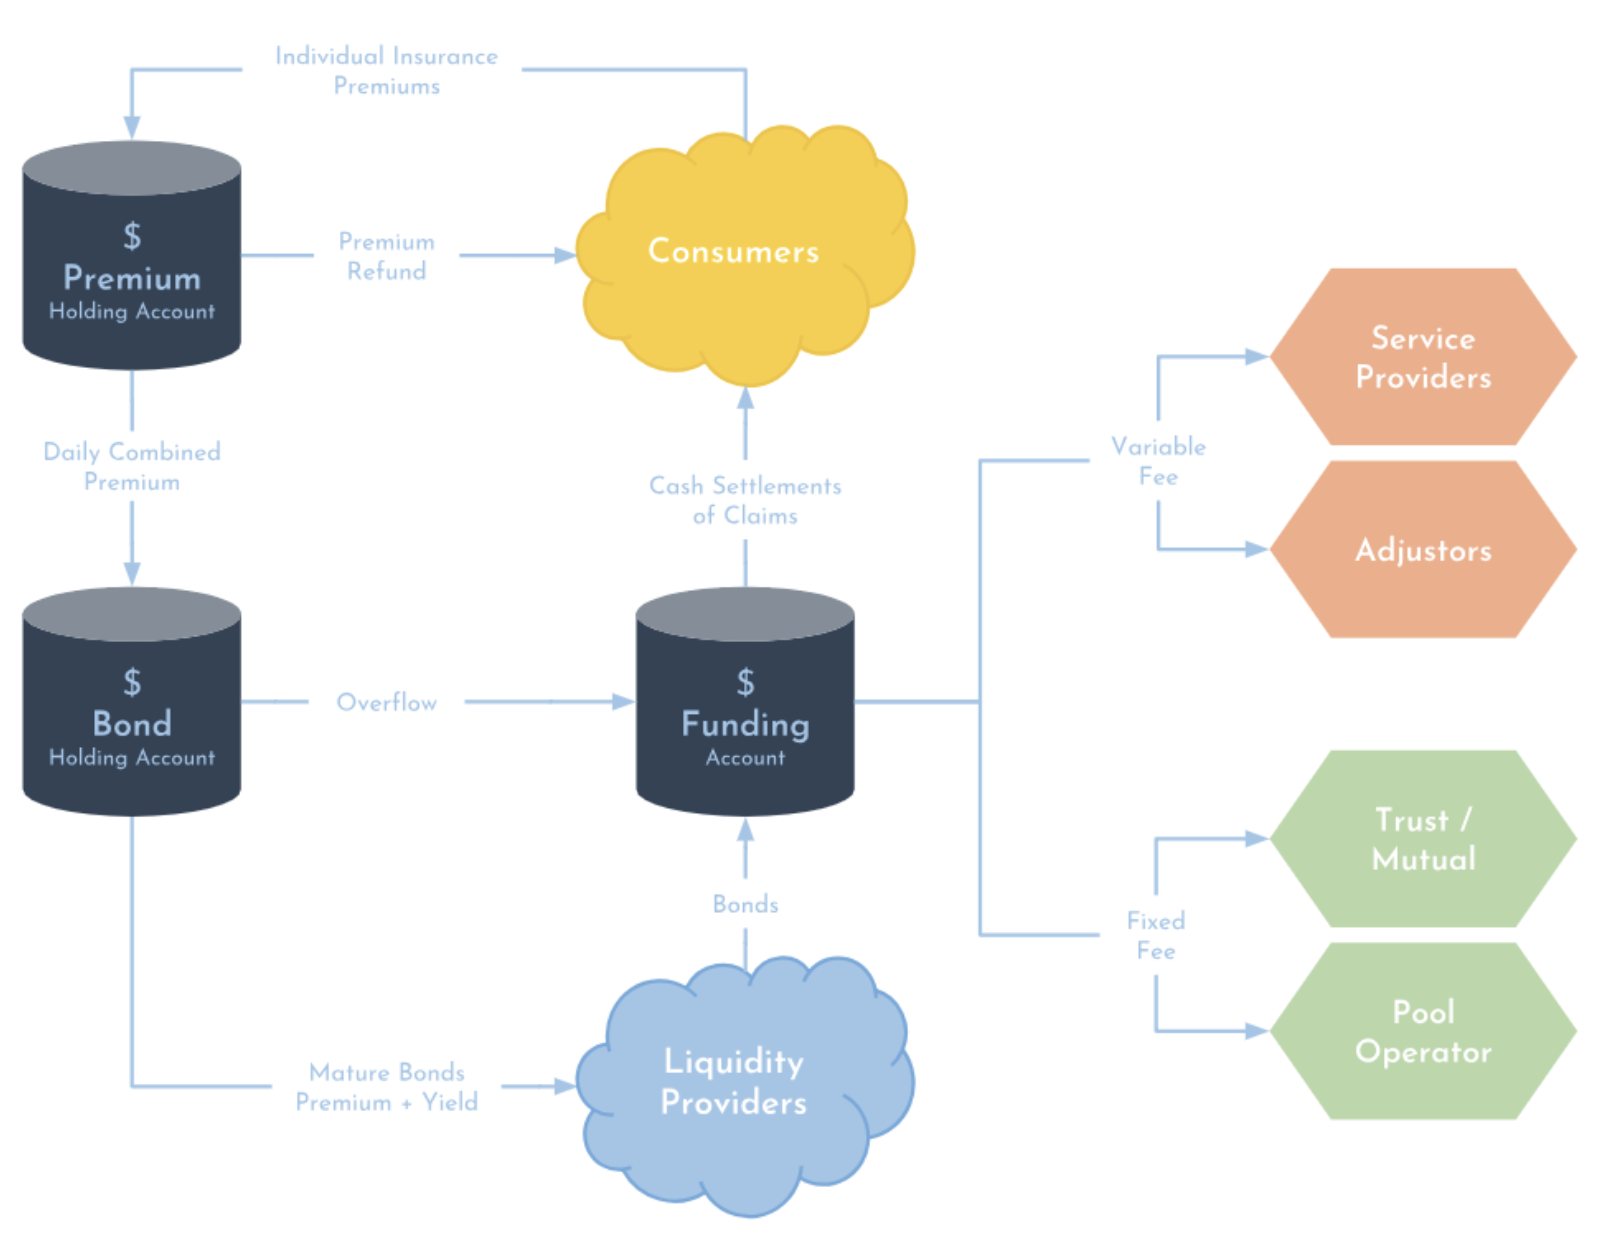 Individual Insurance
Premiums
$
Premium
Holding Account
Premium
Refund
Consumers
Service
Providers
Variable
Fee
Daily Combined
Premium
Cash Settlements
of Claims
Adjustors
$
Bond
Holding Account
Overflow
$
Funding
Account
Trust /
Mutual
Bonds
Fixed
Fee
Pool
Operator
Mature Bonds
Premium + Yield
Liquidity
Providers